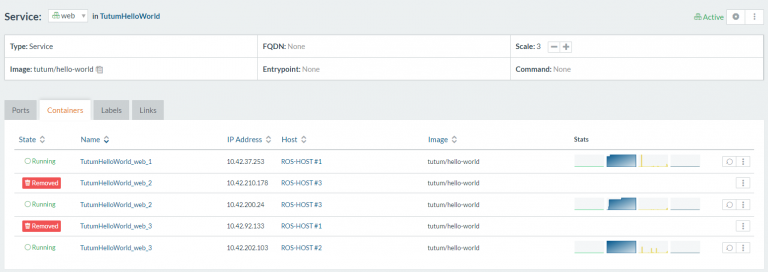 Service: web in TutumHelloWorld Active
Type: Service FQDN: None Scale: 3
Image: tutum/hello-world Entrypoint: None Command: None
Ports Containers Labels Links
State Name IP Address Host Image Stats
Running TutumHelloWorld_web_1 10.42.37.253 ROS-HOST #1 tutum/hello-world
Removed TutumHelloWorld_web_2 10.42.210.178 ROS-HOST #3 tutum/hello-world
Running TutumHelloWorld_web_2 10.42.200.24 ROS-HOST #3 tutum/hello-world
Removed TutumHelloWorld_web_3 10.42.92.133 ROS-HOST #1 tutum/hello-world
Running TutumHelloWorld_web_3 10.42.202.103 ROS-HOST #2 tutum/hello-world